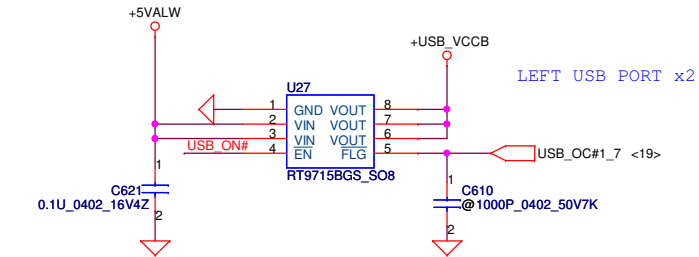 +5VALW
+USB_VCCB
LEFT USB PORT x2
U27
1 GND VOUT 8
2 VIN VOUT 7
3 VIN VOUT 6
USB_ON# 4 EN FLG 5
USB_OC#1_7 <19>
RT9715BGS_SO8
1
1
C621
0.1U_0402_16V4Z
C610
@1000P_0402_50V7K
2
2